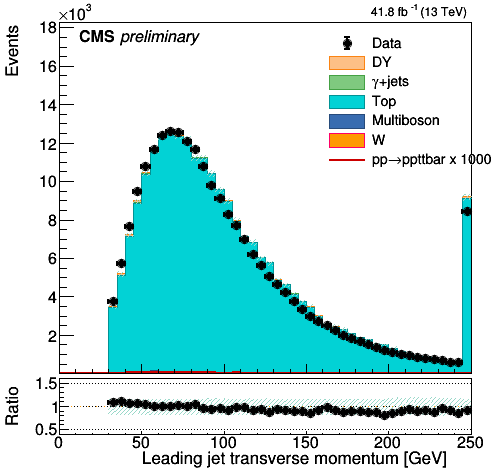 ×10³
41.8 fb⁻¹ (13 TeV)
CMS preliminary
Events
18
16
14
12
10
8
6
4
2
Data
DY
γ+jets
Top
Multiboson
W
pp→ppttbar x 1000
Ratio
1.5
1
0.5
0 50 100 150 200 250
Leading jet transverse momentum [GeV]